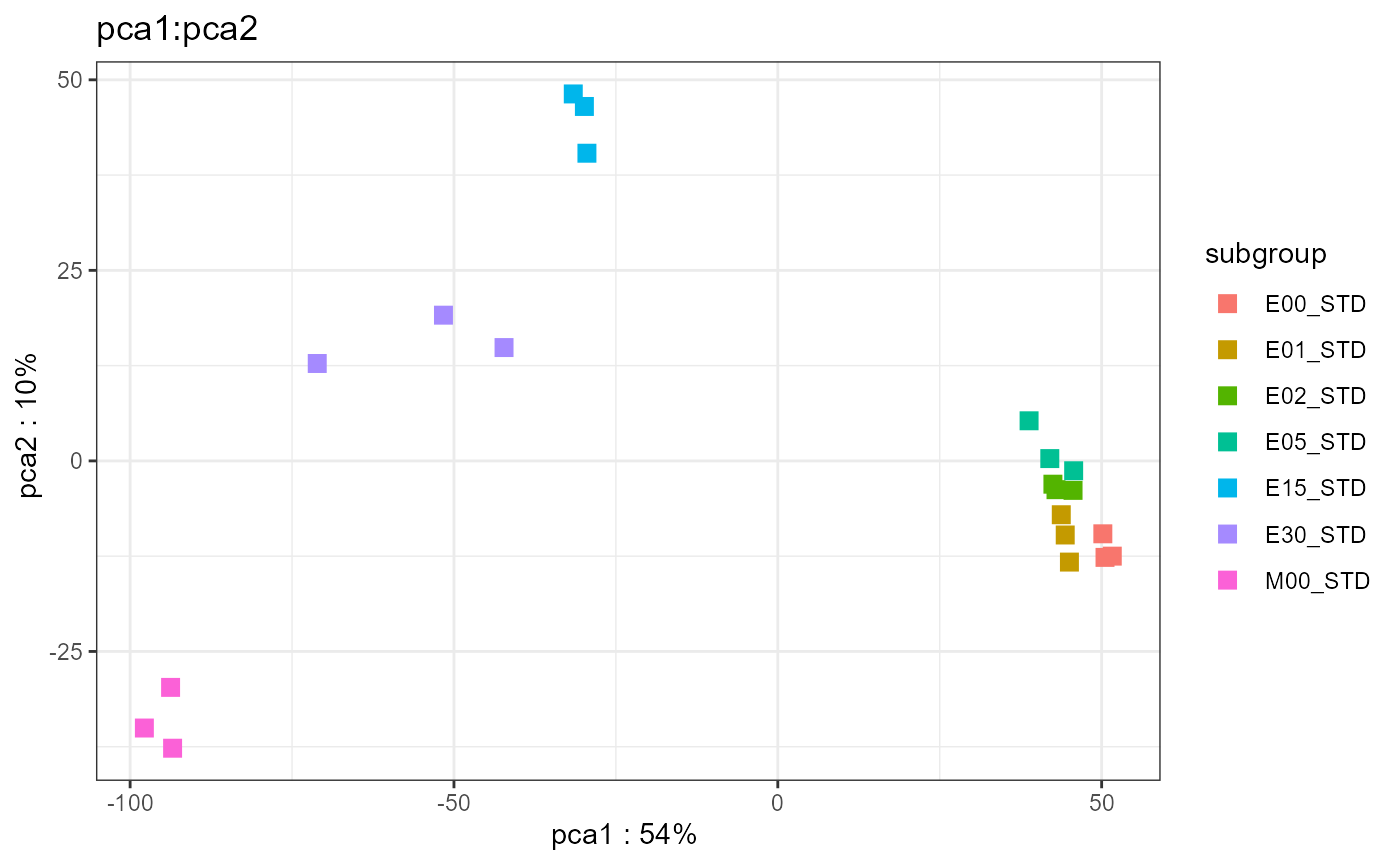 pca1:pca2
50
25
0
-25
pca2 : 10%
-100
-50
0
50
pca1 : 54%
subgroup
E00_STD
E01_STD
E02_STD
E05_STD
E15_STD
E30_STD
M00_STD